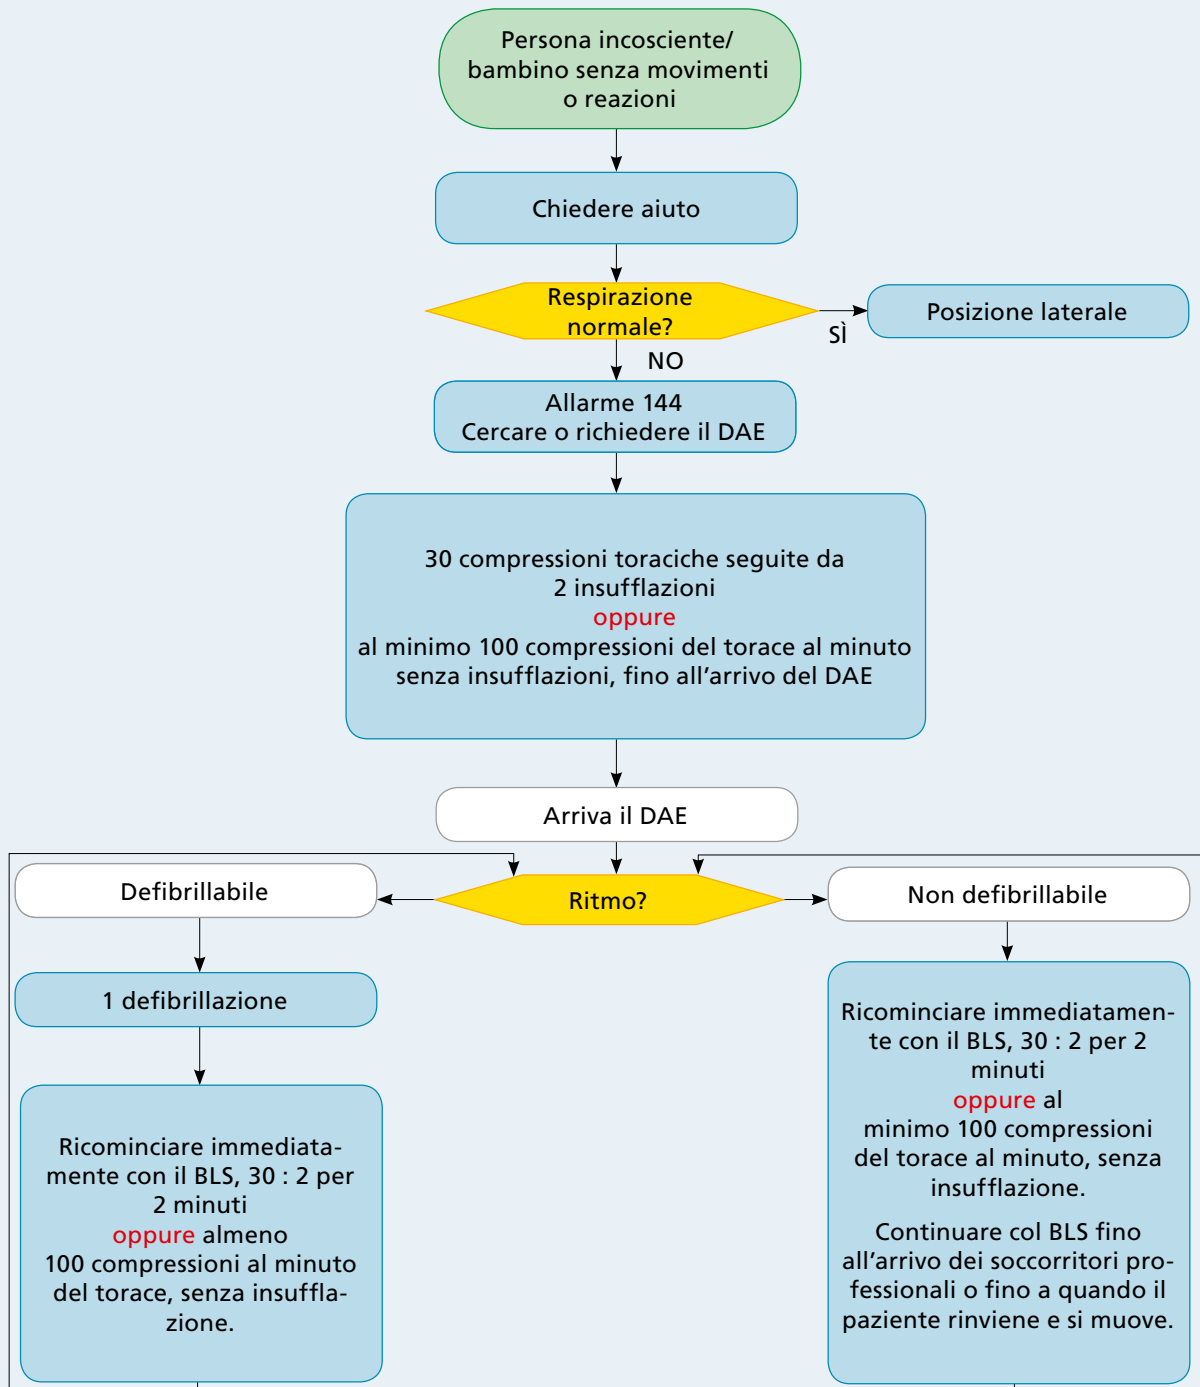 Persona incosciente/
bambino senza movimenti
o reazioni
Chiedere aiuto
Respirazione
normale?
SÌ
Posizione laterale
NO
Allarme 144
Cercare o richiedere il DAE
30 compressioni toraciche seguite da
2 insufflazioni
oppure
al minimo 100 compressioni del torace al minuto
senza insufflazioni, fino all’arrivo del DAE
Arriva il DAE
Ritmo?
Defibrillabile
1 defibrillazione
Ricominciare immediata-
mente con il BLS, 30 : 2 per
2 minuti
oppure almeno
100 compressioni al minuto
del torace, senza insuffla-
zione.
Non defibrillabile
Ricominciare immediatamen-
te con il BLS, 30 : 2 per 2
minuti
oppure al
minimo 100 compressioni
del torace al minuto, senza
insufflazione.
Continuare col BLS fino
all’arrivo dei soccorritori pro-
fessionali o fino a quando il
paziente rinviene e si muove.